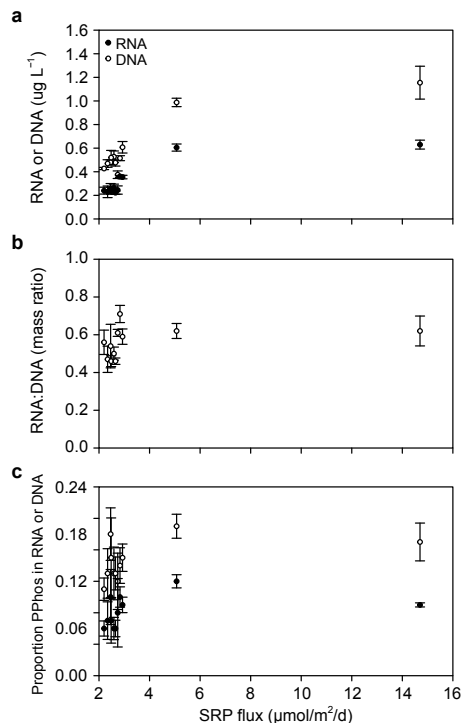 a
RNA
DNA
1.6
1.4
1.2
1.0
0.8
0.6
0.4
0.2
0.0
RNA or DNA (ug L⁻¹)
b
1.0
0.8
0.6
0.4
0.2
0.0
RNA:DNA (mass ratio)
c
0.24
0.18
0.12
0.06
0.00
Proportion PPhos in RNA or DNA
2 4 6 8 10 12 14 16
SRP flux (μmol/m²/d)